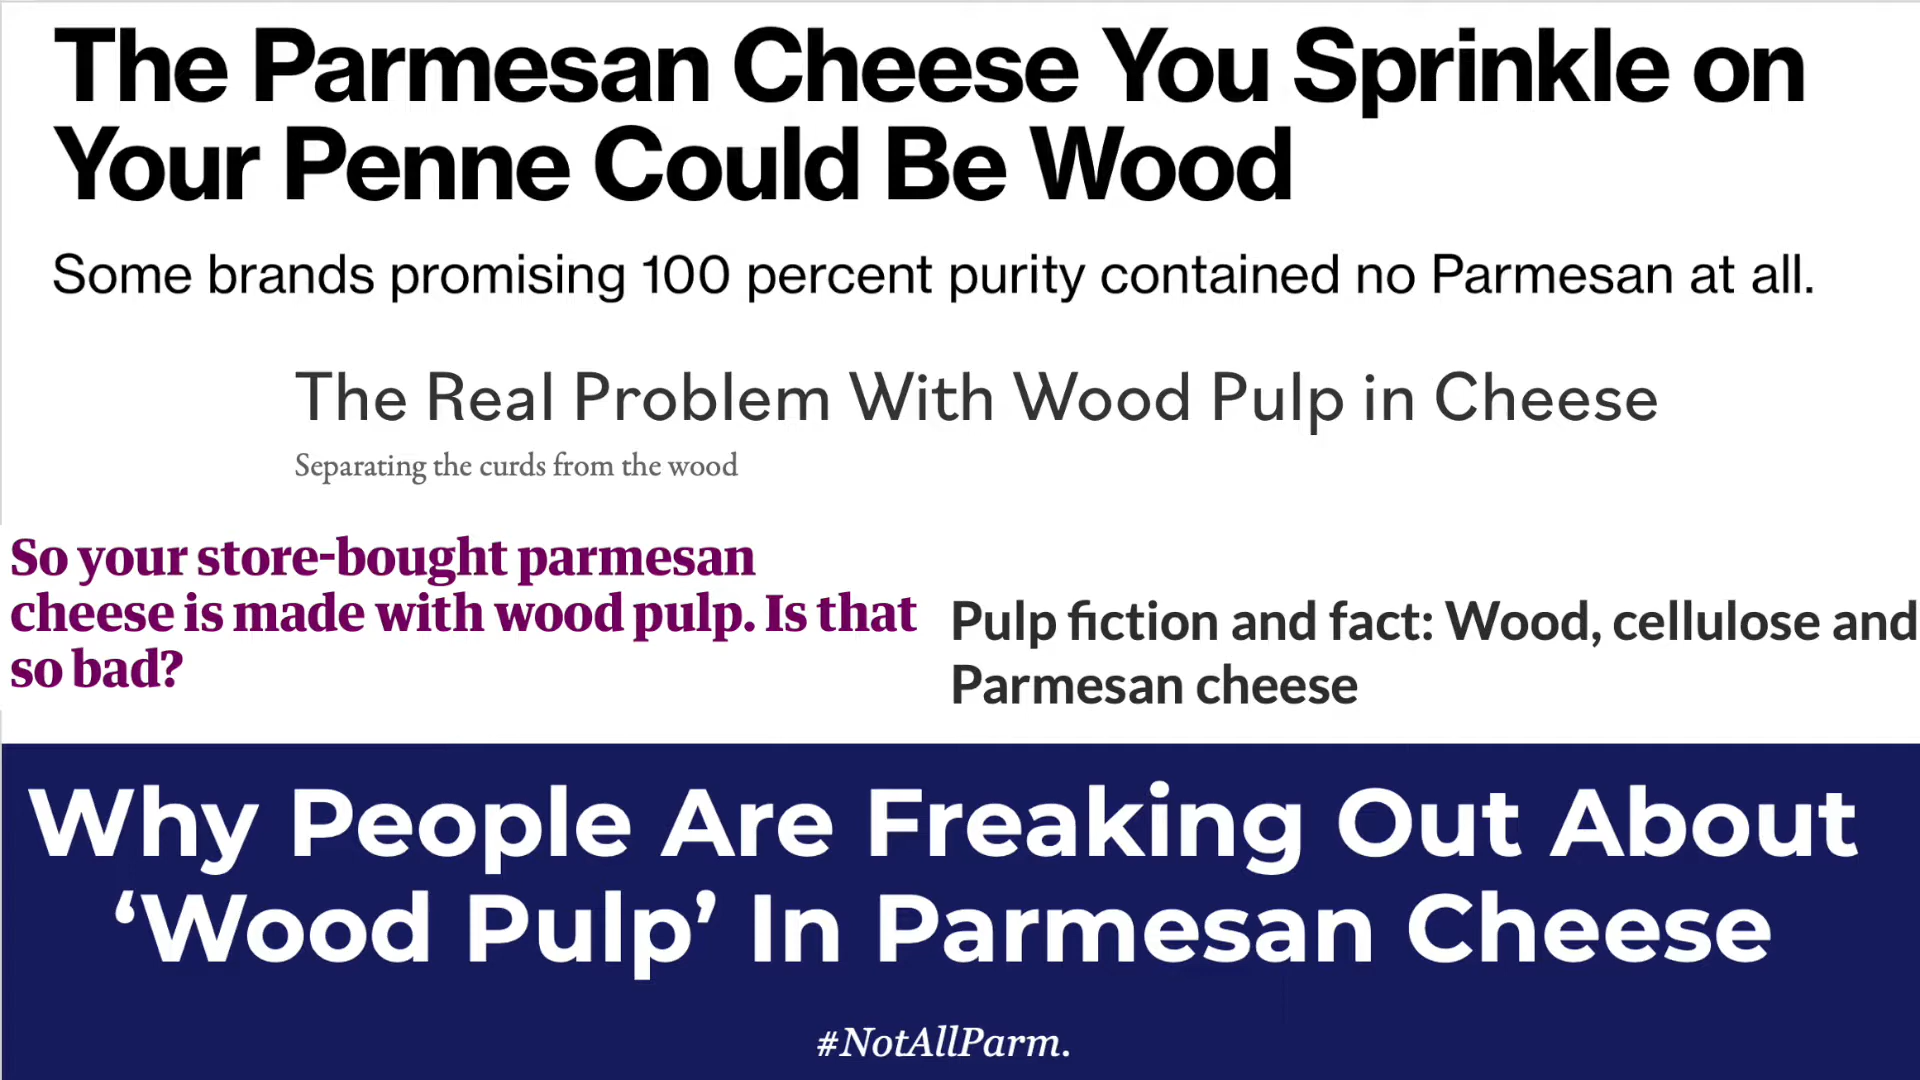 The Parmesan Cheese You Sprinkle on
Your Penne Could Be Wood
Some brands promising 100 percent purity contained no Parmesan at all.
The Real Problem With Wood Pulp in Cheese
Separating the curds from the wood
So your store-bought parmesan
cheese is made with wood pulp. Is that
so bad?
Pulp fiction and fact: Wood, cellulose and
Parmesan cheese
Why People Are Freaking Out About
‘Wood Pulp’ In Parmesan Cheese
#NotAllParm.